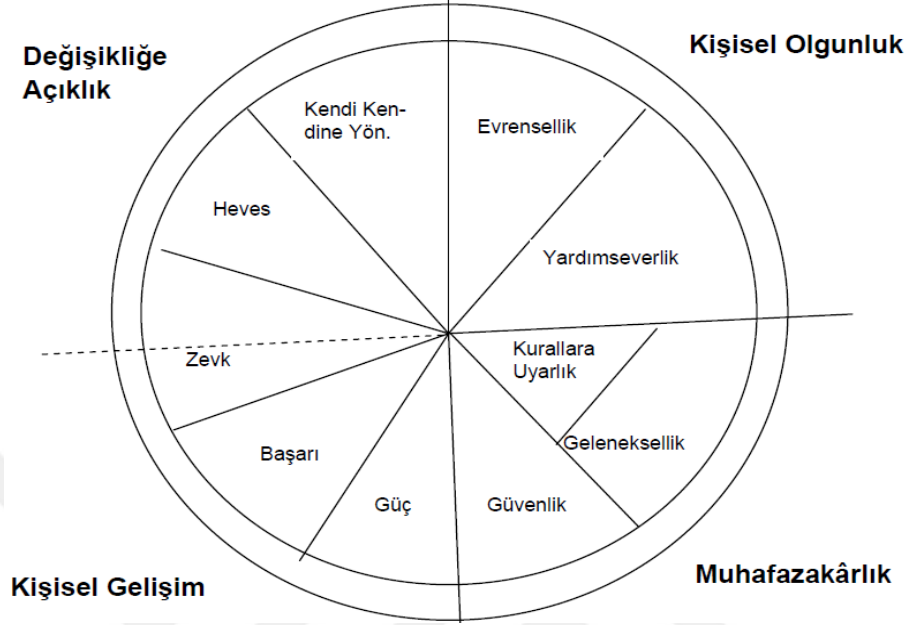 Değişikliğe
Açıklık
Kişisel Olgunluk
Kendi Ken-
dine Yön.
Evrensellik
Heves
Yardımseverlik
Zevk
Kurallara
Uyarlık
Başarı
Geleneksellik
Güç
Güvenlik
Kişisel Gelişim
Muhafazakârlık